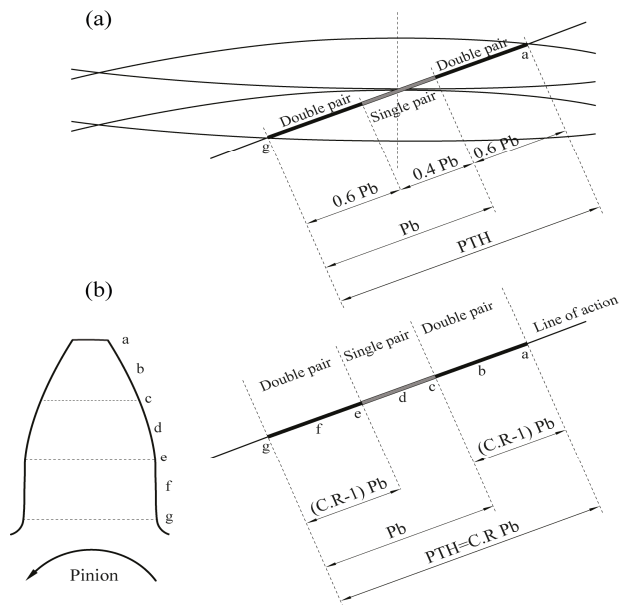 (a)
Double pair
a
Double pair
Single pair
g
0.6 Pb
0.4 Pb
0.6 Pb
Pb
PTH
(b)
a
b
c
d
e
f
g
Pinion
Double pair
Single pair
Double pair
Line of action
a
b
c
d
e
f
g
(C.R-1) Pb
(C.R-1) Pb
Pb
PTH=C.R Pb